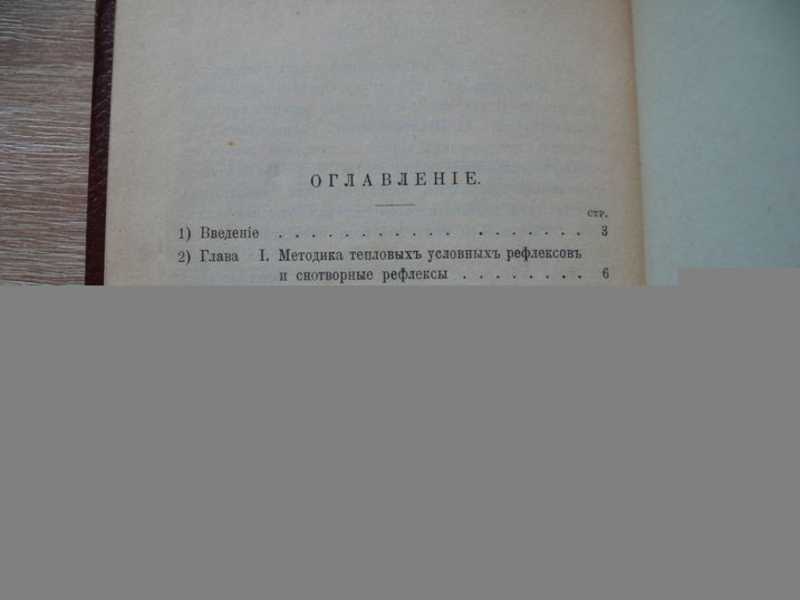 ОГЛАВЛЕНІЕ.
стр.
1) Введеніе . . . . . . . . . . . . . . . . . . . 3
2) Глава I. Методика тепловыхъ условныхъ рефлексовъ
и снотворные рефлексы . . . . . . . . 6